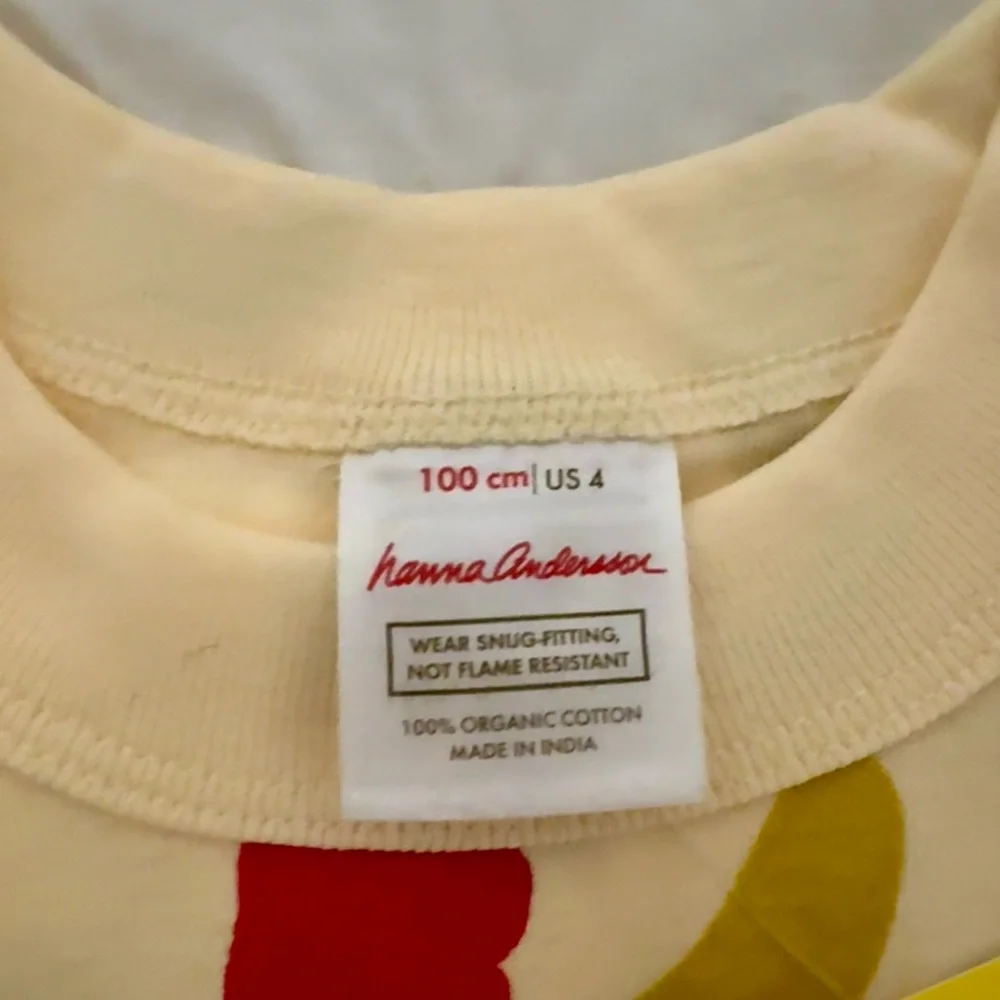 100 cm| US 4
hanna Andersson
WEAR SNUG-FITTING,
NOT FLAME RESISTANT
100% ORGANIC COTTON
MADE IN INDIA